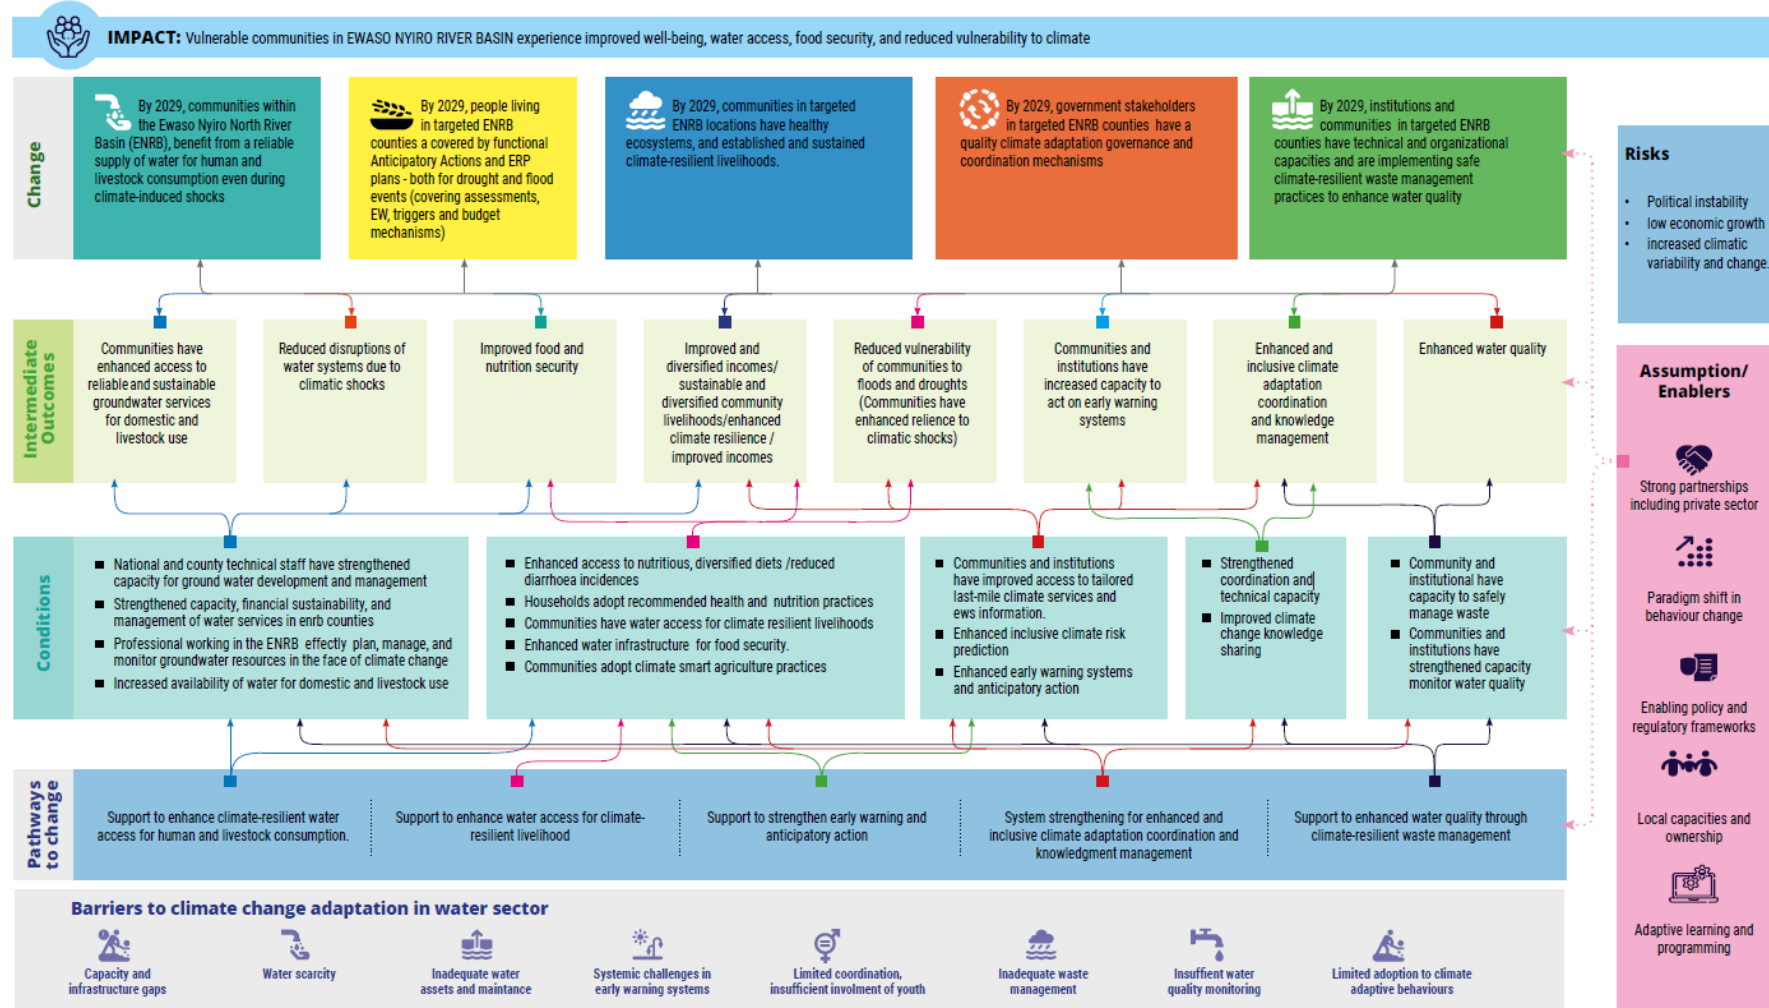 IMPACT: Vulnerable communities in EWASO NYIRO RIVER BASIN experience improved well-being, water access, food security, and reduced vulnerability to climate
Change
By 2029, communities within
the Ewaso Nyiro North River
Basin (ENRB), benefit from a reliable
supply of water for human and
livestock consumption even during
climate-induced shocks
By 2029, people living
in targeted ENRB
counties a covered by functional
Anticipatory Actions and ERP
plans - both for drought and flood
events (covering assessments,
EW, triggers and budget
mechanisms)
By 2029, communities in targeted
ENRB locations have healthy
ecosystems, and established and sustained
climate-resilient livelihoods.
By 2029, government stakeholders
in targeted ENRB counties have a
quality climate adaptation governance and
coordination mechanisms
By 2029, institutions and
communities in targeted ENRB
counties have technical and organizational
capacities and are implementing safe
climate-resilient waste management
practices to enhance water quality
Intermediate
Outcomes
Communities have
enhanced access to
reliable and sustainable
groundwater services
for domestic and
livestock use
Reduced disruptions of
water systems due to
climatic shocks
Improved food and
nutrition security
Improved and
diversified incomes/
sustainable and
diversified community
livelihoods/enhanced
climate resilience /
improved incomes
Reduced vulnerability
of communities to
floods and droughts
(Communities have
enhanced relience to
climatic shocks)
Communities and
institutions have
increased capacity to
act on early warning
systems
Enhanced and
inclusive climate
adaptation
coordination
and knowledge
management
Enhanced water quality
Conditions
■ National and county technical staff have strengthened
capacity for ground water development and management
■ Strengthened capacity, financial sustainability, and
management of water services in enrb counties
■ Professional working in the ENRB effectly plan, manage, and
monitor groundwater resources in the face of climate change
■ Increased availability of water for domestic and livestock use
■ Enhanced access to nutritious, diversified diets /reduced
diarrhoea incidences
■ Households adopt recommended health and nutrition practices
■ Communities have water access for climate resilient livelihoods
■ Enhanced water infrastructure for food security.
■ Communities adopt climate smart agriculture practices
■ Communities and institutions
have improved access to tailored
last-mile climate services and
ews information.
■ Enhanced inclusive climate risk
prediction
■ Enhanced early warning systems
and anticipatory action
■ Strengthened
coordination and
technical capacity
■ Improved climate
change knowledge
sharing
■ Community and
institutional have
capacity to safely
manage waste
■ Communities and
institutions have
strengthened capacity
monitor water quality
Pathways
to change
Support to enhance climate-resilient water
access for human and livestock consumption.
Support to enhance water access for climate-
resilient livelihood
Support to strengthen early warning and
anticipatory action
System strengthening for enhanced and
inclusive climate adaptation coordination and
knowledgment management
Support to enhanced water quality through
climate-resilient waste management
Barriers to climate change adaptation in water sector
Capacity and
infrastructure gaps
Water scarcity
Inadequate water
assets and maintance
Systemic challenges in
early warning systems
Limited coordination,
insufficient involment of youth
Inadequate waste
management
Insuffient water
quality monitoring
Limited adoption to climate
adaptive behaviours
Risks
• Political instability
• low economic growth
• increased climatic
variability and change.
Assumption/
Enablers
Strong partnerships
including private sector
Paradigm shift in
behaviour change
Enabling policy and
regulatory frameworks
Local capacities and
ownership
Adaptive learning and
programming